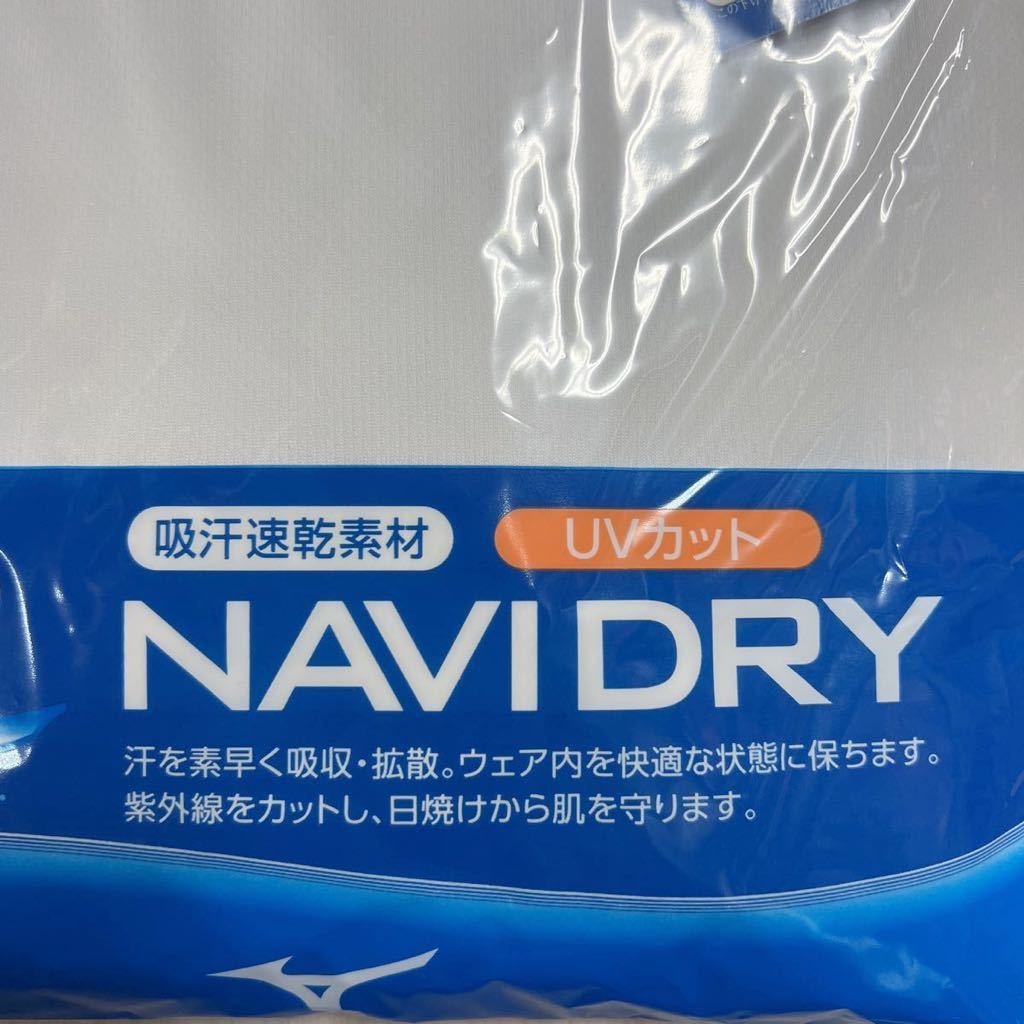 吸汗速乾素材
UVカット
NAVIDRY
汗を素早く吸収・拡散。ウェア内を快適な状態に保ちます。
紫外線をカットし、日焼けから肌を守ります。